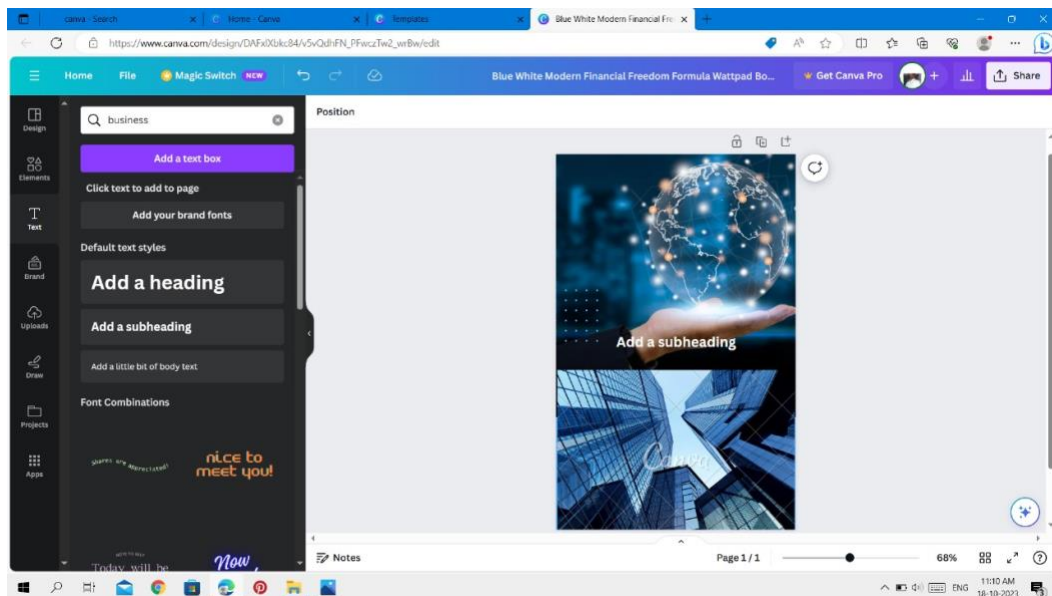 canva - Search
Home - Canva
Templates
Blue White Modern Financial Fre
https://www.canva.com/design/DAFxlXbkc84/v5vQdhFN_PFwczTw2_wrBw/edit
Home File Magic Switch NEW Blue White Modern Financial Freedom Formula Wattpad Bo... Get Canva Pro + Share
Design
Elements
Text
Brand
Uploads
Draw
Projects
Apps
business
Add a text box
Click text to add to page
Add your brand fonts
Default text styles
Add a heading
Add a subheading
Add a little bit of body text
Font Combinations
Shares are appreciated!
nice to
meet you!
Today will be
Now
Position
Add a subheading
Canva
Notes Page 1 / 1 68%
ENG 11:10 AM
18-10-2023